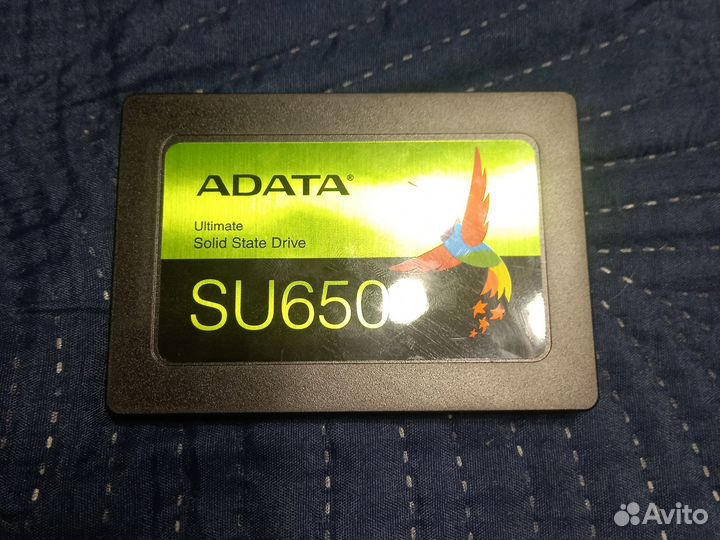 ADATA®
Ultimate
Solid State Drive
SU650
Avito